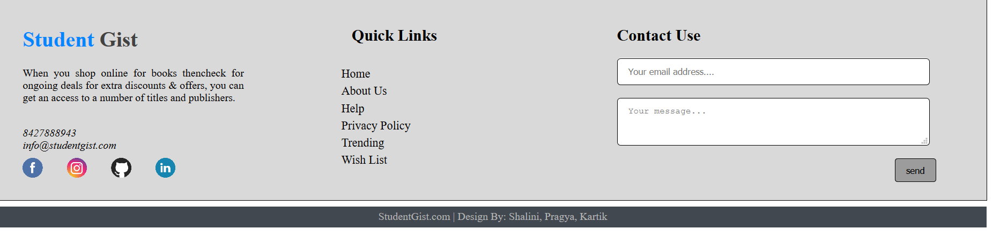 Student Gist
When you shop online for books thencheck for
ongoing deals for extra discounts & offers, you can
get an access to a number of titles and publishers.
8427888943
info@studentgist.com
f
in
Quick Links
Home
About Us
Help
Privacy Policy
Trending
Wish List
Contact Use
Your email address....
Your message...
send
StudentGist.com | Design By: Shalini, Pragya, Kartik